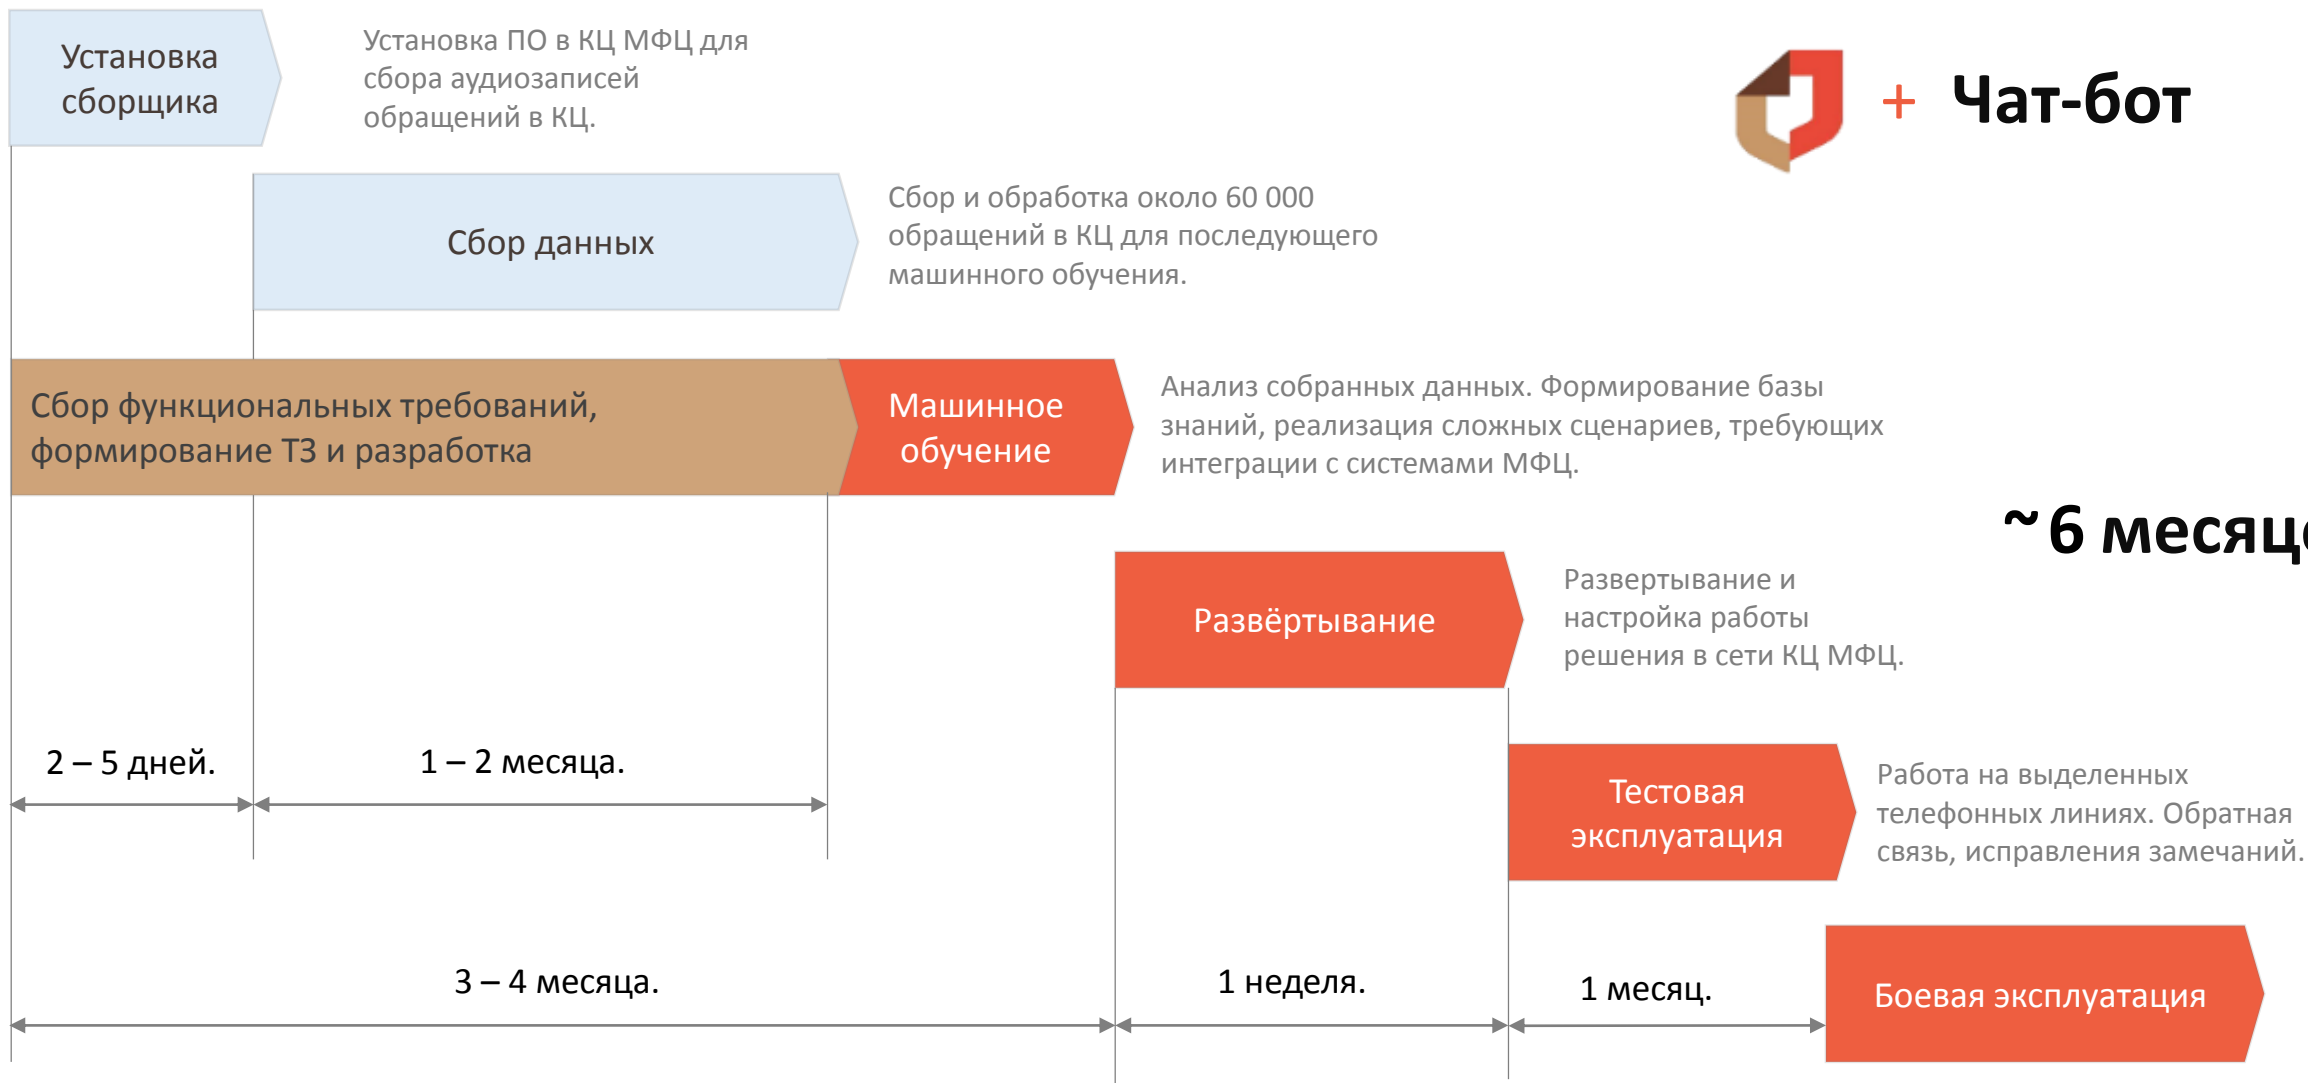 Установка
сборщика
Установка ПО в КЦ МФЦ для
сбора аудиозаписей
обращений в КЦ.
+ Чат-бот
Сбор данных
Сбор и обработка около 60 000
обращений в КЦ для последующего
машинного обучения.
Сбор функциональных требований,
формирование ТЗ и разработка
Машинное
обучение
Анализ собранных данных. Формирование базы
знаний, реализация сложных сценариев, требующих
интеграции с системами МФЦ.
~6 месяце
Развёртывание
Развертывание и
настройка работы
решения в сети КЦ МФЦ.
2 – 5 дней.
1 – 2 месяца.
Тестовая
эксплуатация
Работа на выделенных
телефонных линиях. Обратная
связь, исправления замечаний.
3 – 4 месяца.
1 неделя.
1 месяц.
Боевая эксплуатация